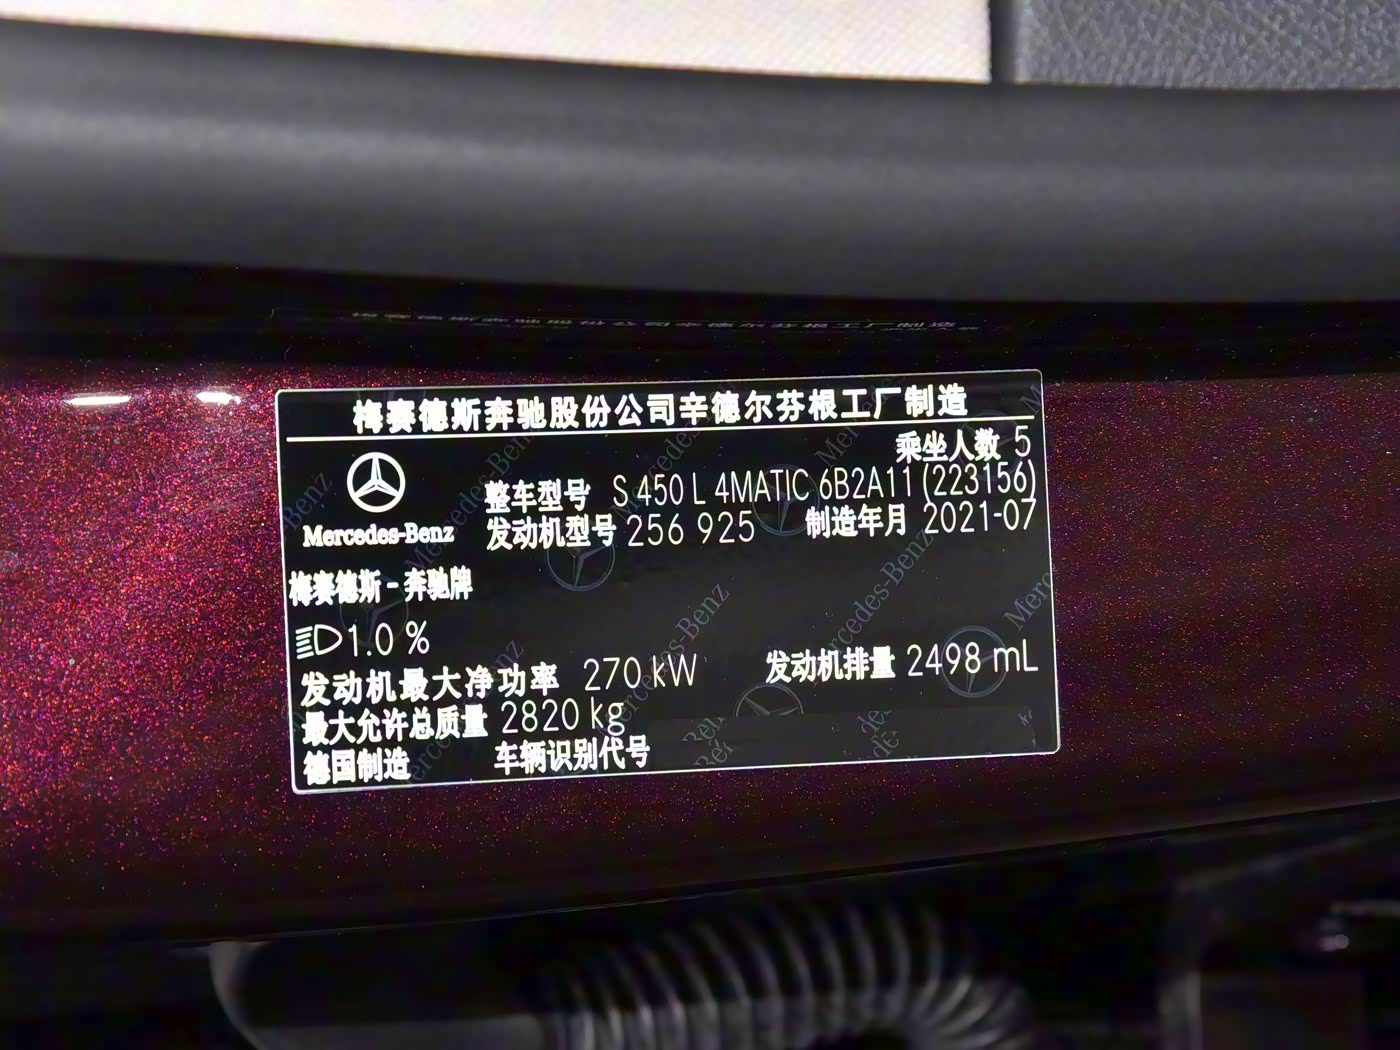 梅赛德斯奔驰股份公司辛德尔芬根工厂制造
乘坐人数 5
Mercedes-Benz
整车型号 S 450 L 4MATIC 6B2A11 (223156)
发动机型号 256 925 制造年月 2021-07
梅赛德斯-奔驰牌
1.0 %
发动机最大净功率 270 kW 发动机排量 2498 mL
最大允许总质量 2820 kg
德国制造 车辆识别代号